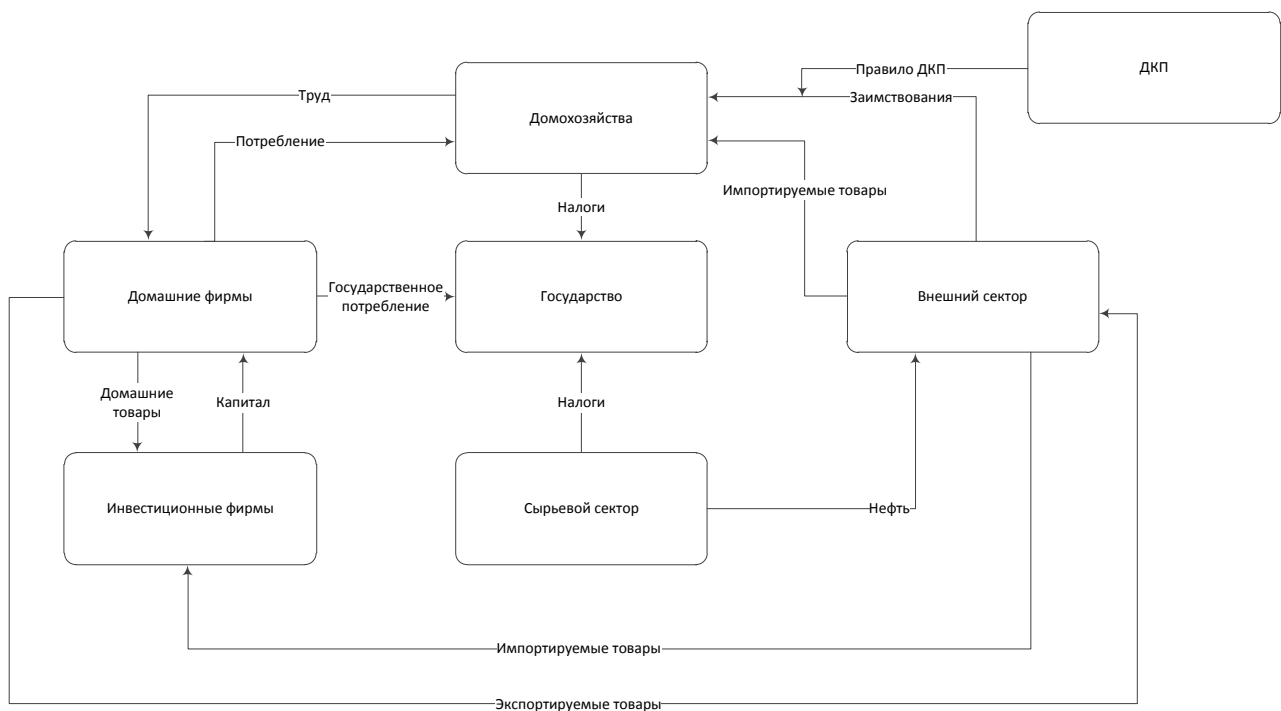 ДКП
Правило ДКП
Заимствования
Труд
Домохозяйства
Потребление
Импортируемые товары
Налоги
Домашние фирмы
Государственное
потребление
Государство
Внешний сектор
Домашние
товары
Капитал
Налоги
Инвестиционные фирмы
Сырьевой сектор
Нефть
Импортируемые товары
Экспортируемые товары